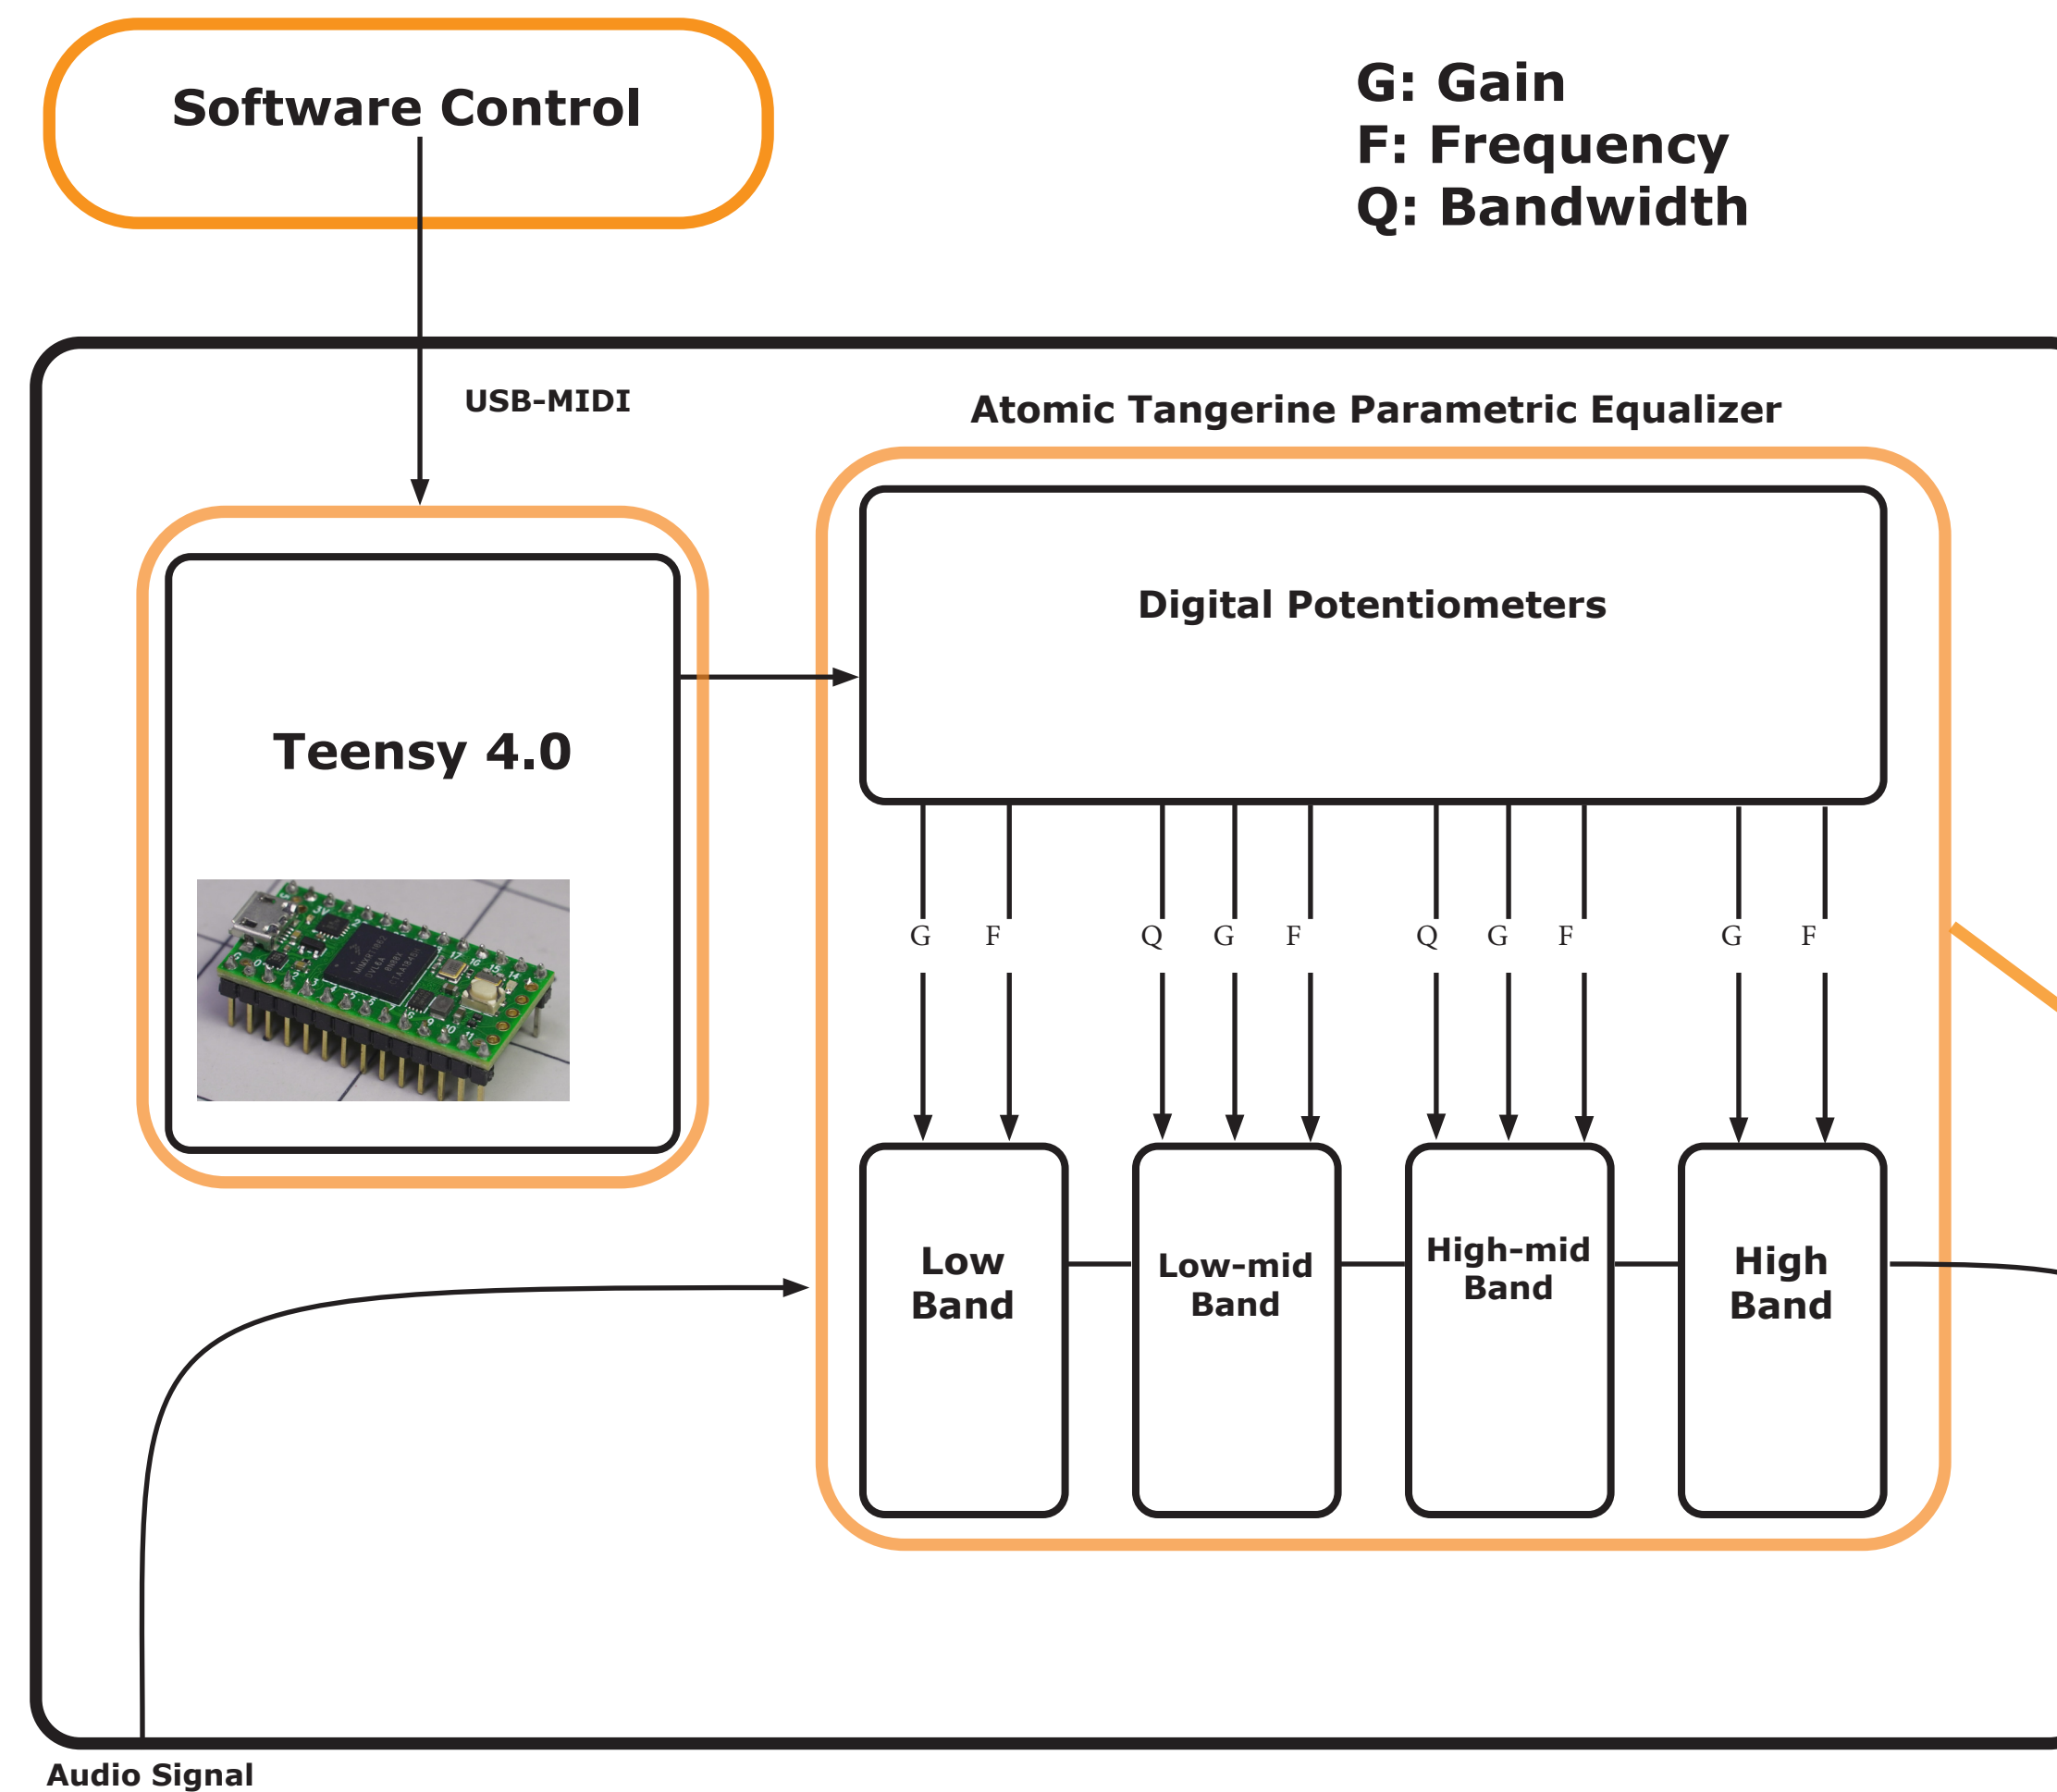 Software Control
G: Gain
F: Frequency
Q: Bandwidth
USB-MIDI
Atomic Tangerine Parametric Equalizer
Digital Potentiometers
Teensy 4.0
G F Q G F Q G F G F
Low
Band
Low-mid
Band
High-mid
Band
High
Band
Audio Signal